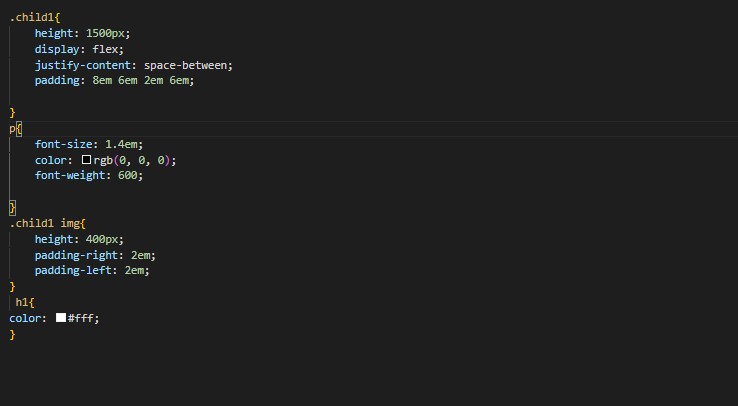 .child1{
    height: 1500px;
    display: flex;
    justify-content: space-between;
    padding: 8em 6em 2em 6em;
}
p{
    font-size: 1.4em;
    color: rgb(0, 0, 0);
    font-weight: 600;
}
.child1 img{
    height: 400px;
    padding-right: 2em;
    padding-left: 2em;
}
 h1{
color: #fff;
}